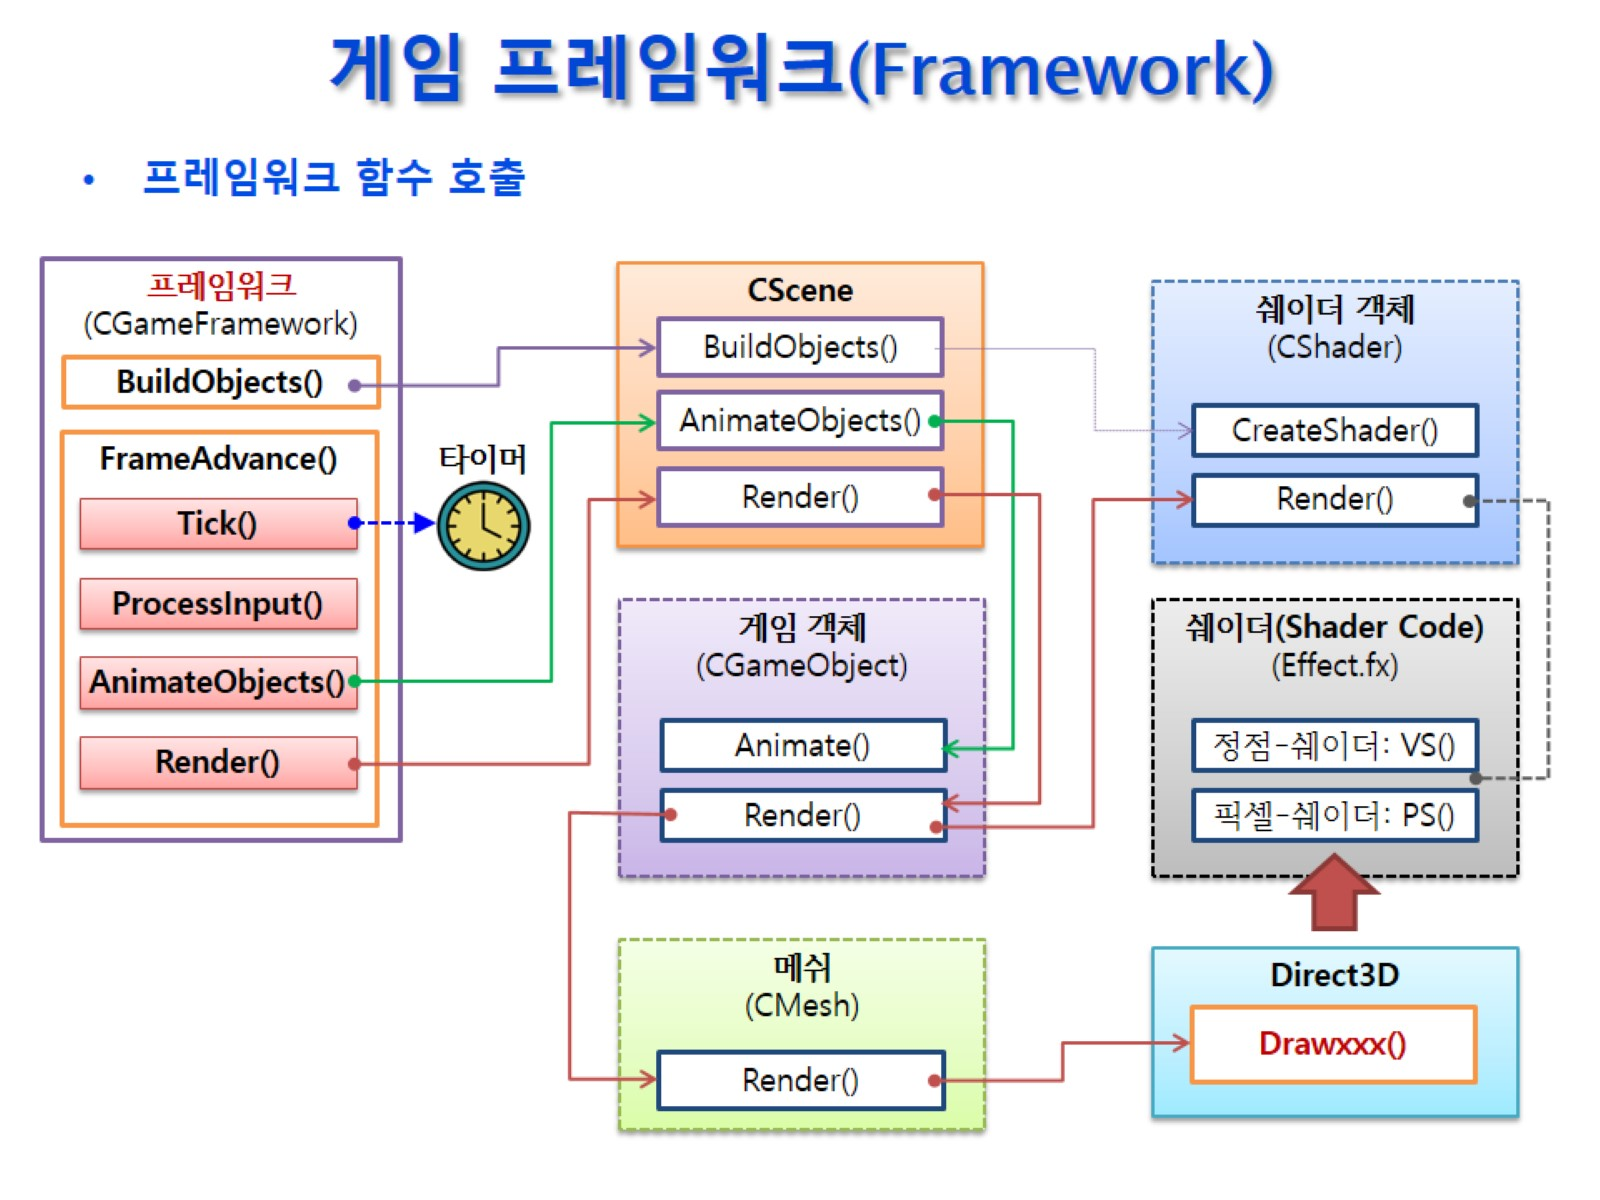 게임 프레임워크(Framework)
• 프레임워크 함수 호출
프레임워크
(CGameFramework)
BuildObjects()
FrameAdvance()
Tick()
ProcessInput()
AnimateObjects()
Render()
타이머
CScene
BuildObjects()
AnimateObjects()
Render()
게임 객체
(CGameObject)
Animate()
Render()
메쉬
(CMesh)
Render()
쉐이더 객체
(CShader)
CreateShader()
Render()
쉐이더(Shader Code)
(Effect.fx)
정점-쉐이더: VS()
픽셀-쉐이더: PS()
Direct3D
Drawxxx()